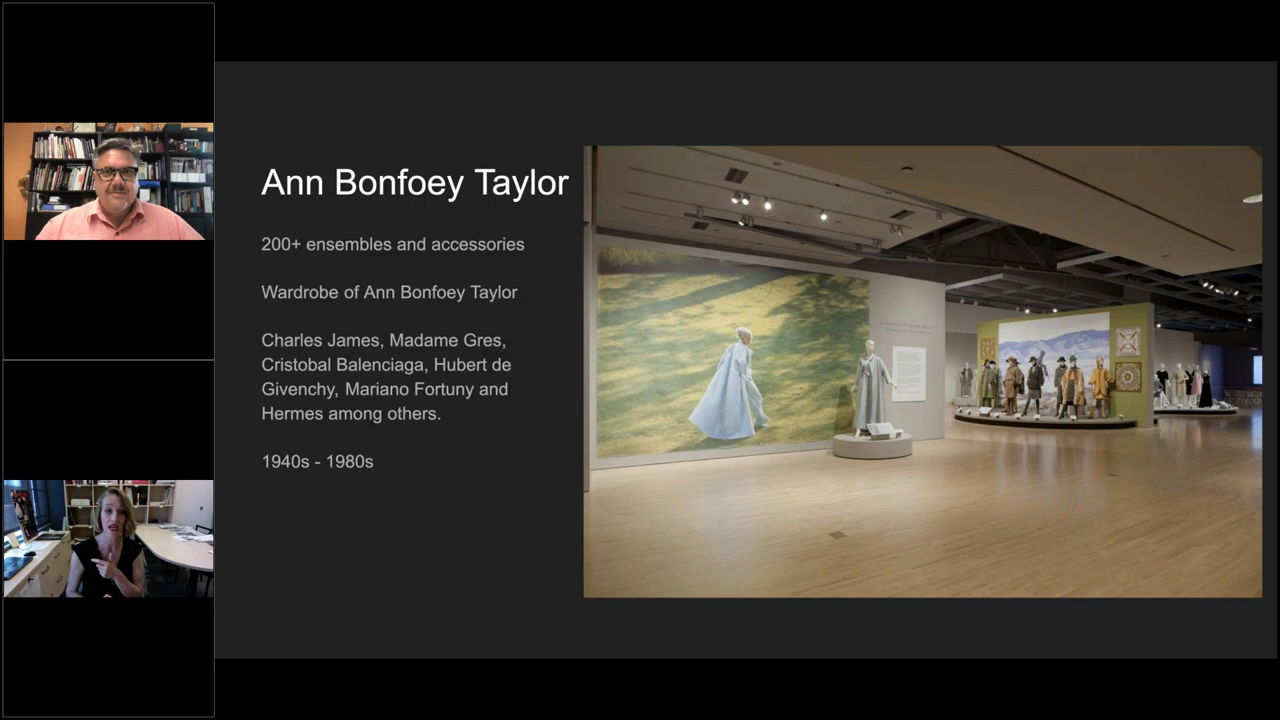 Ann Bonfoey Taylor
200+ ensembles and accessories
Wardrobe of Ann Bonfoey Taylor
Charles James, Madame Gres,
Cristobal Balenciaga, Hubert de
Givenchy, Mariano Fortuny and
Hermes among others.
1940s - 1980s